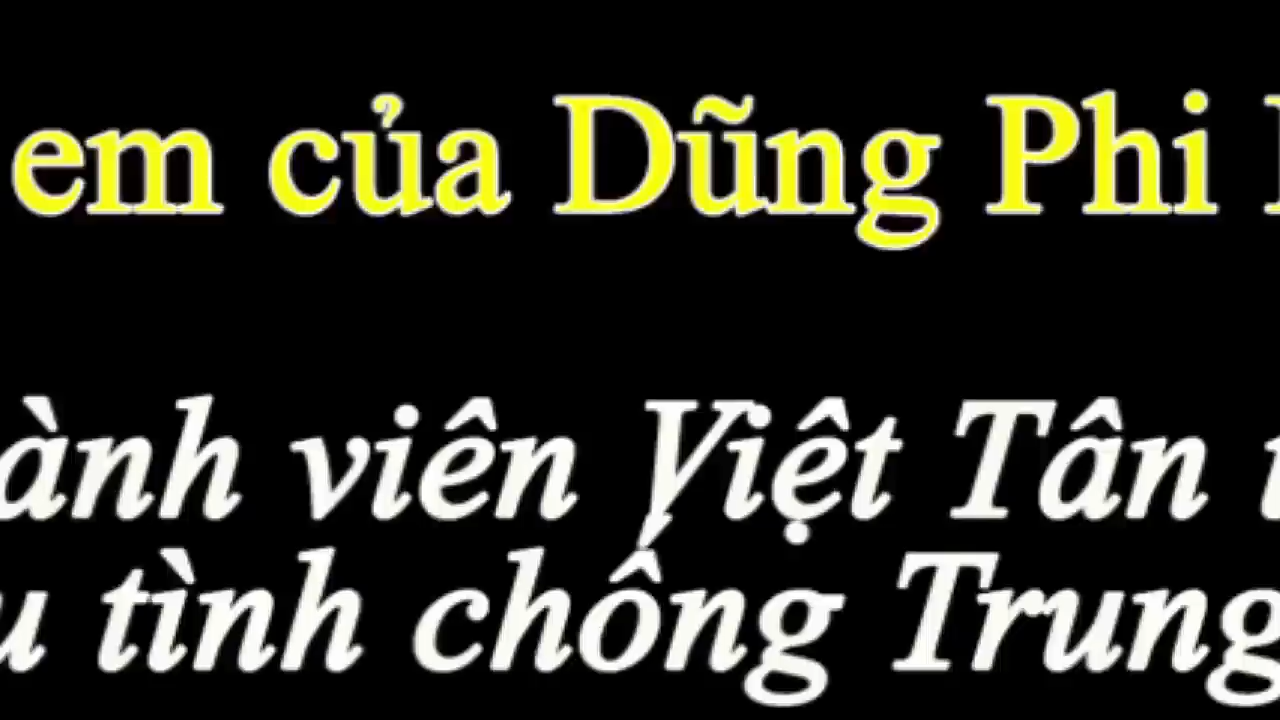 em của Dũng Phi
ành viên Việt Tân t
u tình chống Trung